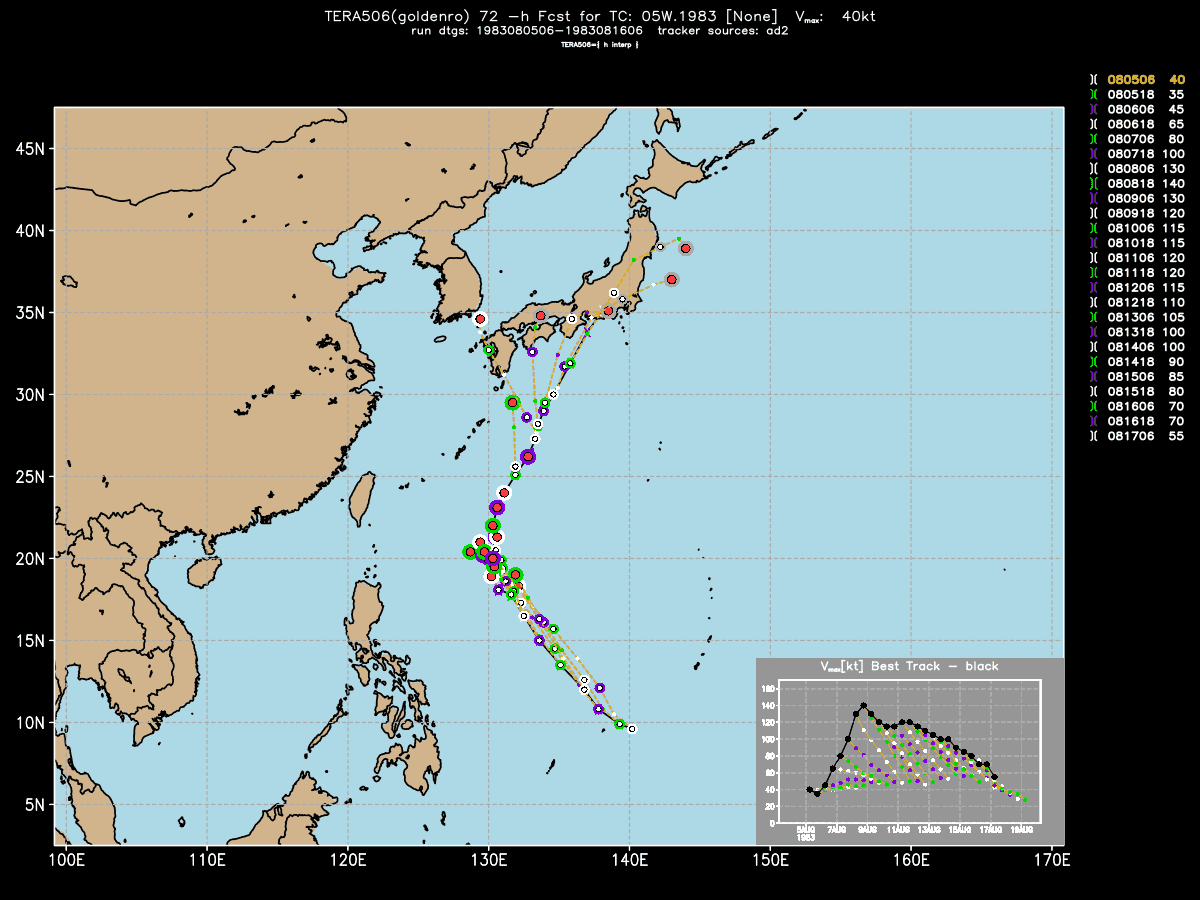 TERA506(goldenro) 72 -h Fcst for TC: 05W.1983 [None] Vmax: 40kt
run dtgs: 1983080506-1983081606 tracker sources: ad2
TERA506={ h interp }
)( 080506 40
)( 080518 35
)( 080606 45
)( 080618 65
)( 080706 80
)( 080718 100
)( 080806 130
)( 080818 140
)( 080906 130
)( 080918 120
)( 081006 115
)( 081018 115
)( 081106 120
)( 081118 120
)( 081206 115
)( 081218 110
)( 081306 105
)( 081318 100
)( 081406 100
)( 081418 90
)( 081506 85
)( 081518 80
)( 081606 70
)( 081618 70
)( 081706 55
45N
40N
35N
30N
25N
20N
15N
10N
5N
100E 110E 120E 130E 140E 150E 160E 170E
Vmax[kt] Best Track - black
160
140
120
100
80
60
40
20
0
5AUG 7AUG 9AUG 11AUG 13AUG 15AUG 17AUG 19AUG
1983